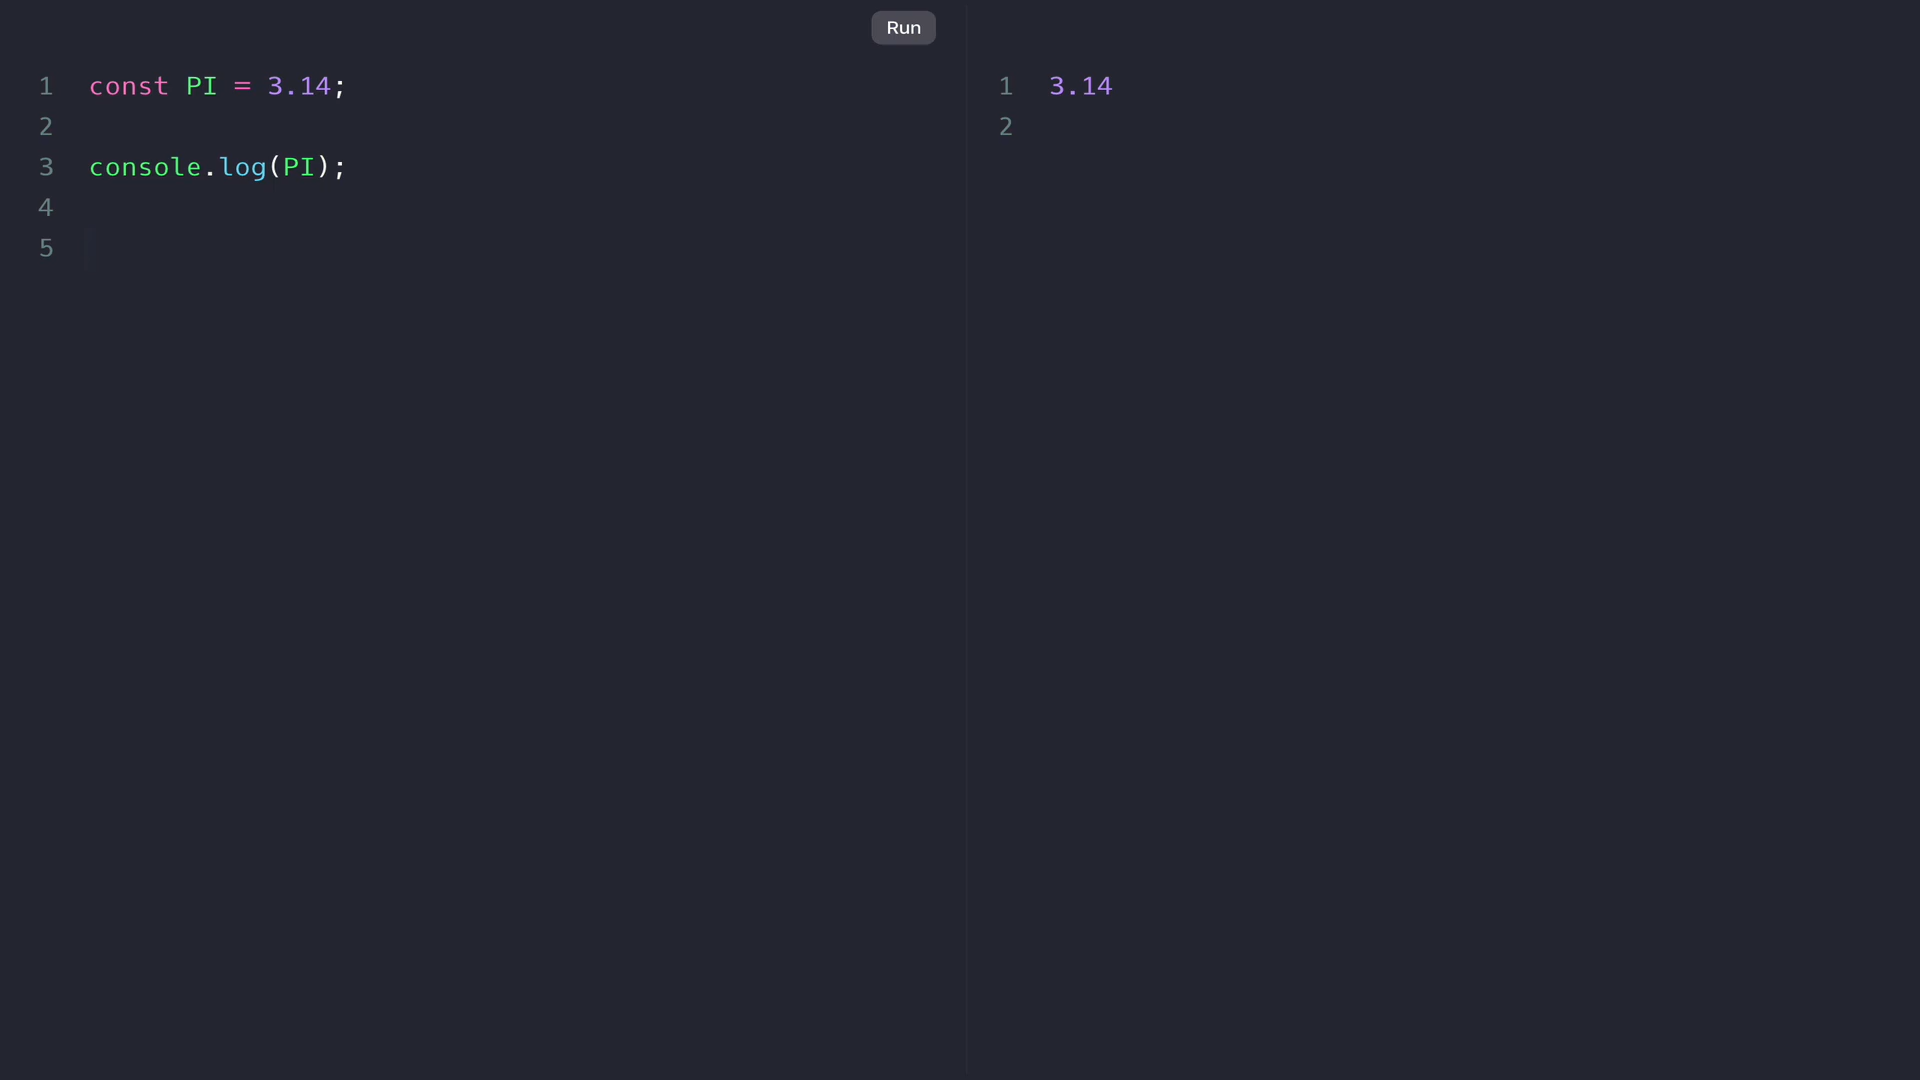 Run
1 const PI = 3.14;
2
3 console.log(PI);
4
5
1 3.14
2